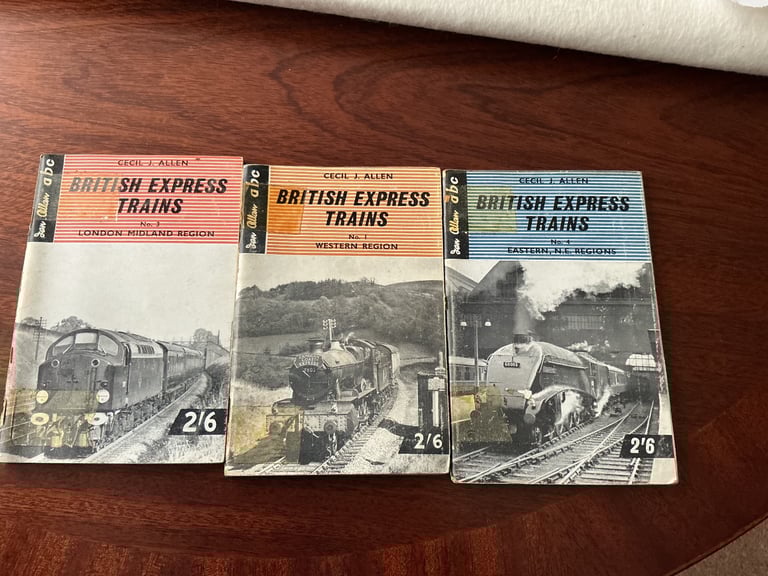 CECIL J. ALLEN
Ian Allan abc
BRITISH EXPRESS
TRAINS
No. 3
LONDON MIDLAND REGION
2'6
CECIL J. ALLEN
Ian Allan abc
BRITISH EXPRESS
TRAINS
No. 1
WESTERN REGION
2'6
CECIL J. ALLEN
Ian Allan abc
BRITISH EXPRESS
TRAINS
No. 4
EASTERN, N.E. REGIONS
2'6